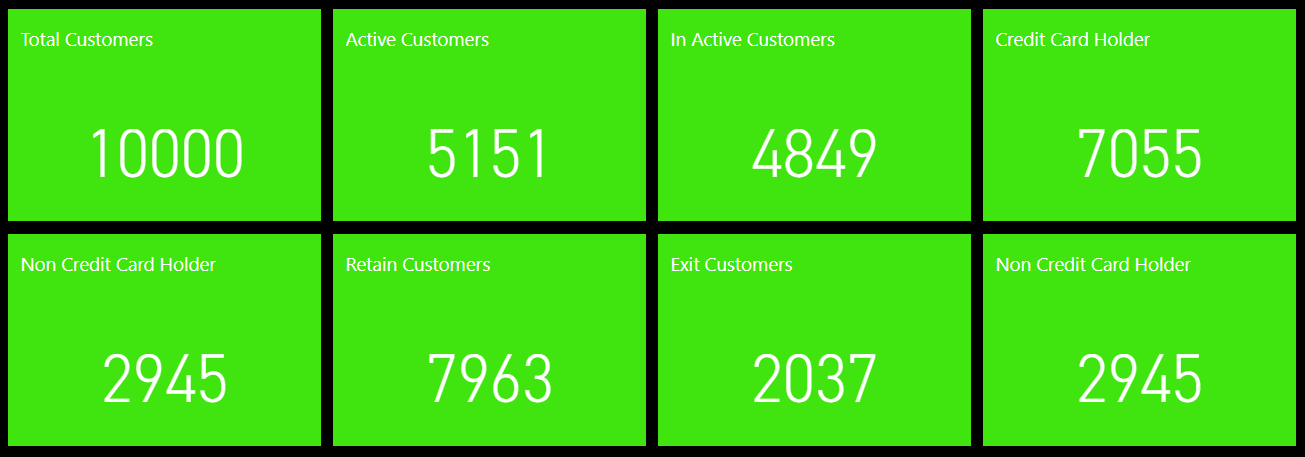 Total Customers
Active Customers
In Active Customers
Credit Card Holder
10000
5151
4849
7055
Non Credit Card Holder
Retain Customers
Exit Customers
Non Credit Card Holder
2945
7963
2037
2945